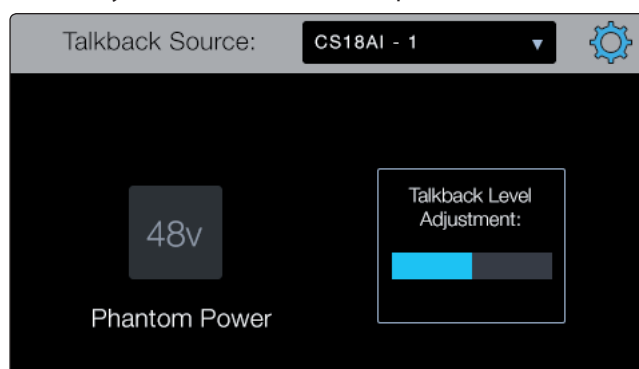 Talkback Source:
CS18AI - 1
Talkback Level
Adjustment:
48v
Phantom Power